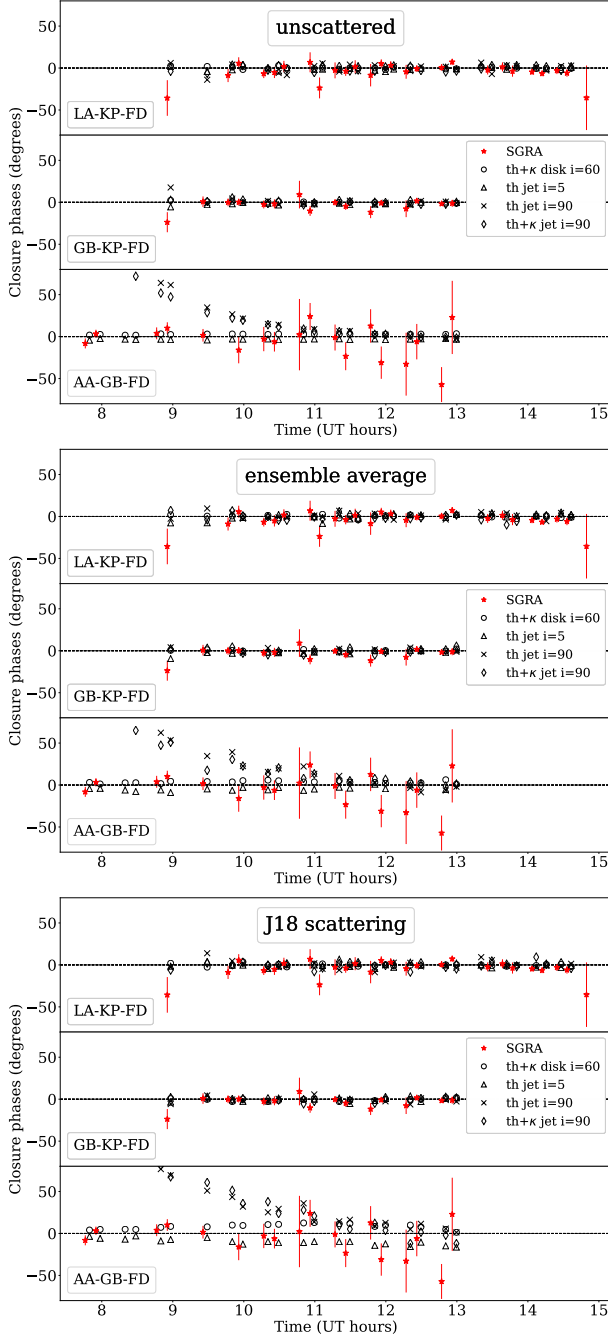 unscattered
50
0
−50
LA-KP-FD
50
0
−50
GB-KP-FD
SGRA
th+κ disk i=60
th jet i=5
th jet i=90
th+κ jet i=90
50
0
−50
AA-GB-FD
Closure phases (degrees)
8 9 10 11 12 13 14 15
Time (UT hours)
ensemble average
50
0
−50
LA-KP-FD
50
0
−50
GB-KP-FD
SGRA
th+κ disk i=60
th jet i=5
th jet i=90
th+κ jet i=90
50
0
−50
AA-GB-FD
Closure phases (degrees)
8 9 10 11 12 13 14 15
Time (UT hours)
J18 scattering
50
0
−50
LA-KP-FD
50
0
−50
GB-KP-FD
SGRA
th+κ disk i=60
th jet i=5
th jet i=90
th+κ jet i=90
50
0
−50
AA-GB-FD
Closure phases (degrees)
8 9 10 11 12 13 14 15
Time (UT hours)